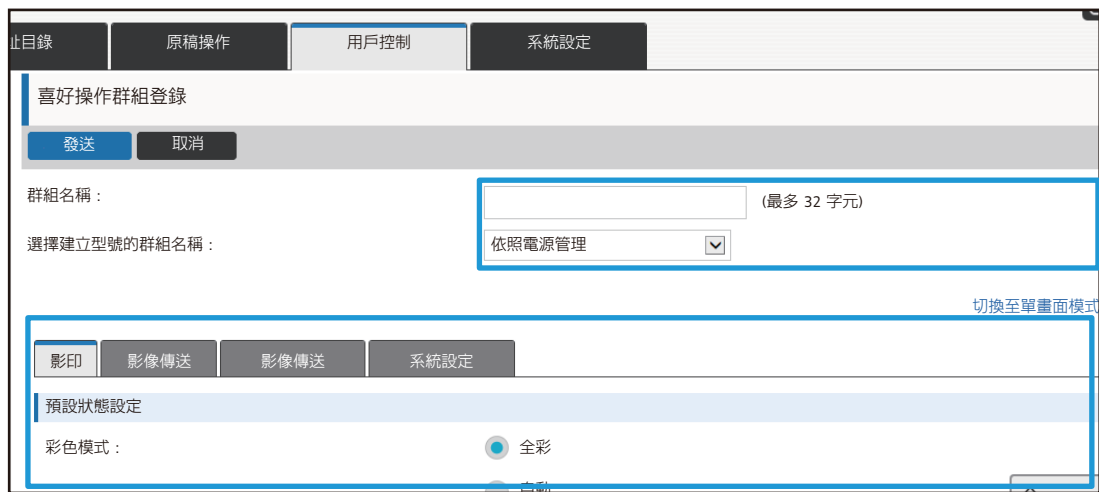 址目錄 原稿操作 用戶控制 系統設定
喜好操作群組登錄
發送 取消
群組名稱： (最多 32 字元)
選擇建立型號的群組名稱： 依照電源管理
切換至單畫面模式
影印 影像傳送 影像傳送 系統設定
預設狀態設定
彩色模式： 全彩
自動